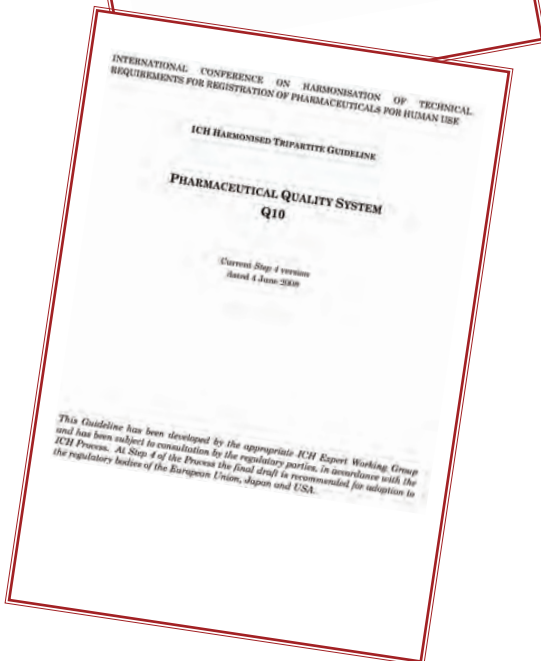 INTERNATIONAL CONFERENCE ON HARMONISATION OF TECHNICAL
REQUIREMENTS FOR REGISTRATION OF PHARMACEUTICALS FOR HUMAN USE
ICH HARMONISED TRIPARTITE GUIDELINE
PHARMACEUTICAL QUALITY SYSTEM
Q10
Current Step 4 version
dated 4 June 2008
This Guideline has been developed by the appropriate ICH Expert Working Group
and has been subject to consultation by the regulatory parties, in accordance with the
ICH Process. At Step 4 of the Process the final draft is recommended for adoption to
the regulatory bodies of the European Union, Japan and USA.